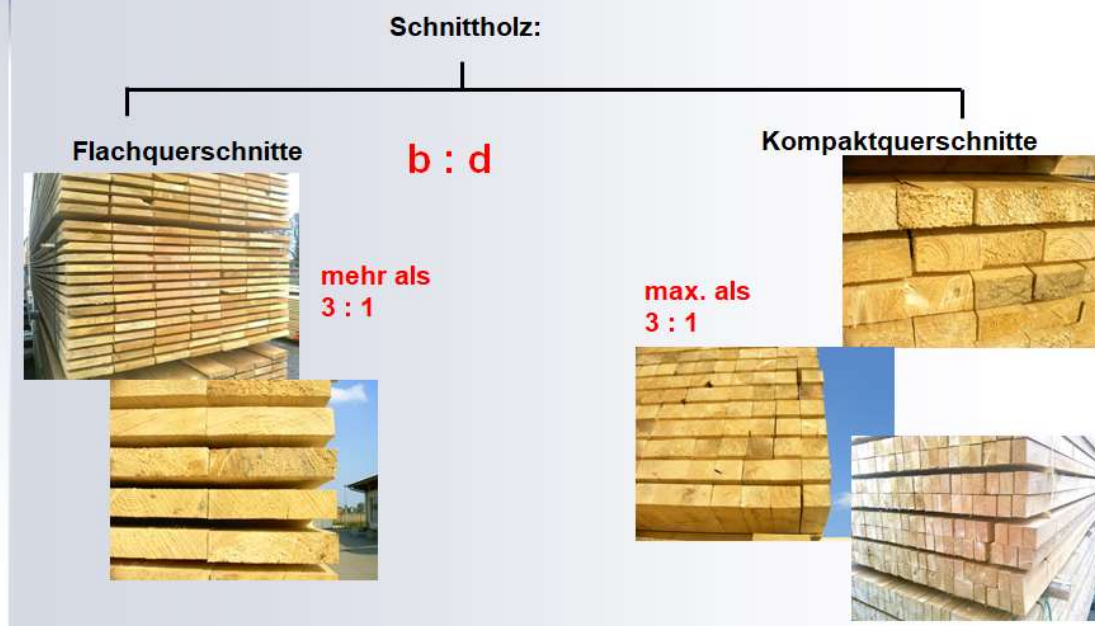 Schnittholz:
Flachquerschnitte
b : d
Kompaktquerschnitte
mehr als
3 : 1
max. als
3 : 1